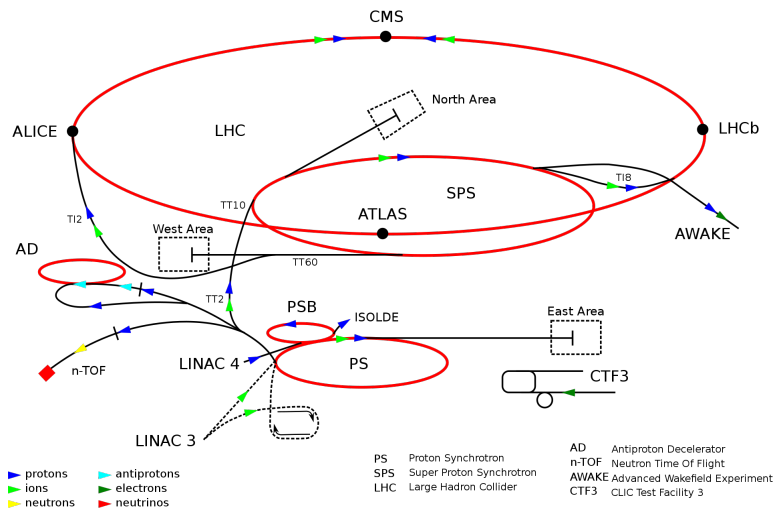 CMS
North Area
ALICE
LHC
LHCb
TI8
SPS
TT10
ATLAS
TI2
West Area
AWAKE
AD
TT60
TT2
PSB
ISOLDE
East Area
n-TOF
LINAC 4
PS
CTF3
LINAC 3
protons
antiprotons
ions
electrons
neutrons
neutrinos
PS Proton Synchrotron
SPS Super Proton Synchrotron
LHC Large Hadron Collider
AD Antiproton Decelerator
n-TOF Neutron Time Of Flight
AWAKE Advanced Wakefield Experiment
CTF3 CLIC Test Facility 3